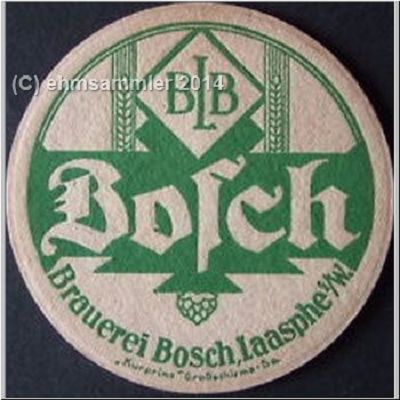 (C) ehmsammler 2014
BLB
Bosch
Brauerei Bosch, Laasphe i/W.